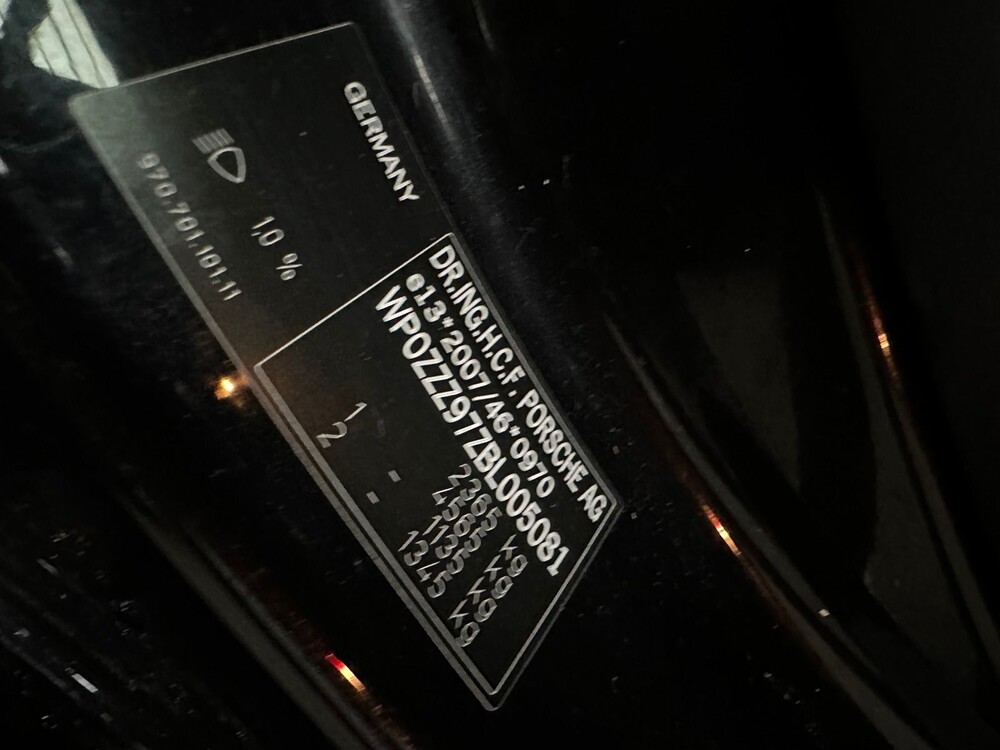 GERMANY
1,0 %
970.701.101.11
DR.ING.H.C.F. PORSCHE AG
e13*2007/46*0970
WP0ZZZ97ZBL005081
2365 kg
4565 kg
1 - 1135 kg
2 - 1345 kg